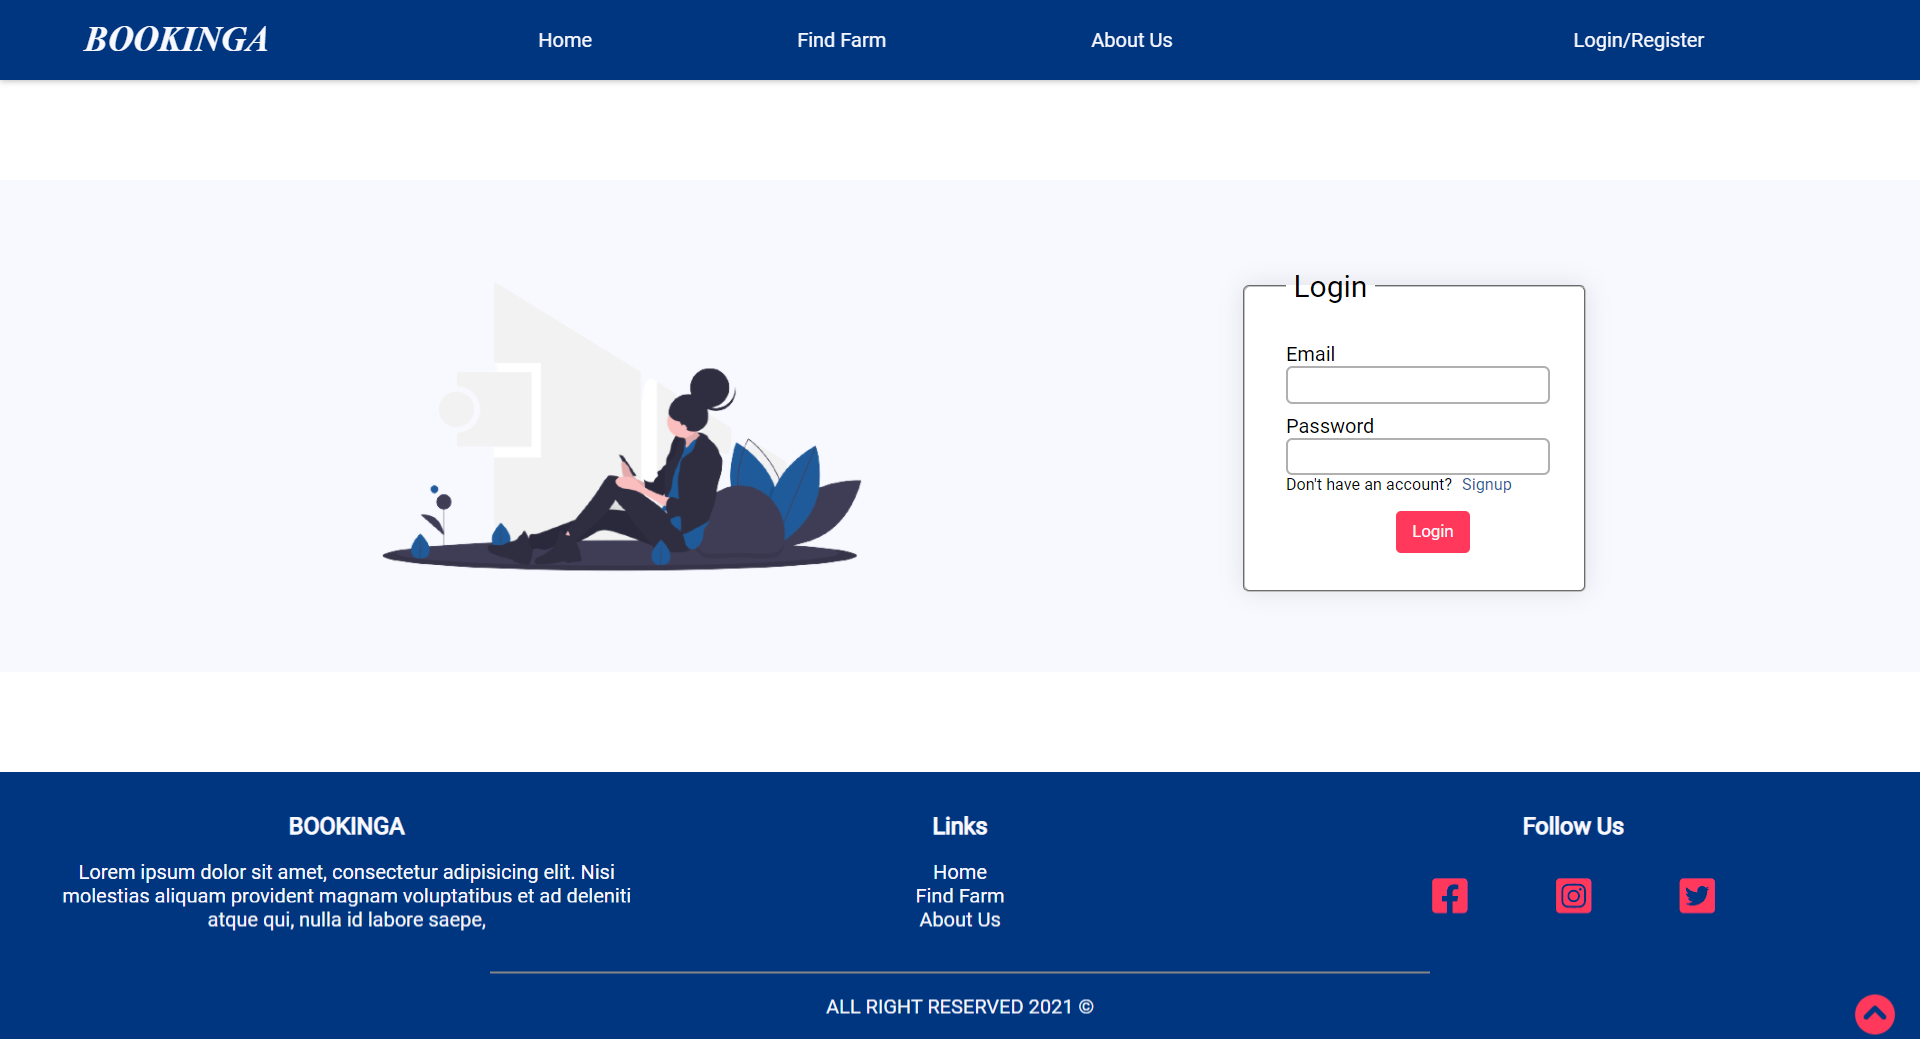 BOOKINGA
Home
Find Farm
About Us
Login/Register
Login
Email
Password
Don't have an account? Signup
Login
BOOKINGA
Lorem ipsum dolor sit amet, consectetur adipisicing elit. Nisi
molestias aliquam provident magnam voluptatibus et ad deleniti
atque qui, nulla id labore saepe,
Links
Home
Find Farm
About Us
Follow Us
ALL RIGHT RESERVED 2021 ©